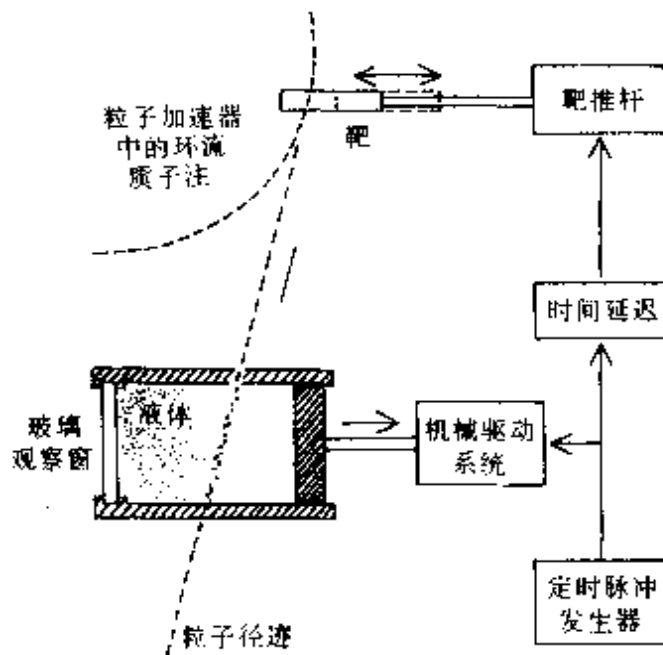 靶推杆
靶
粒子加速器
中的环流
质子注
时间延迟
液体
玻璃
观察窗
机械驱动
系统
定时脉冲
发生器
粒子径迹